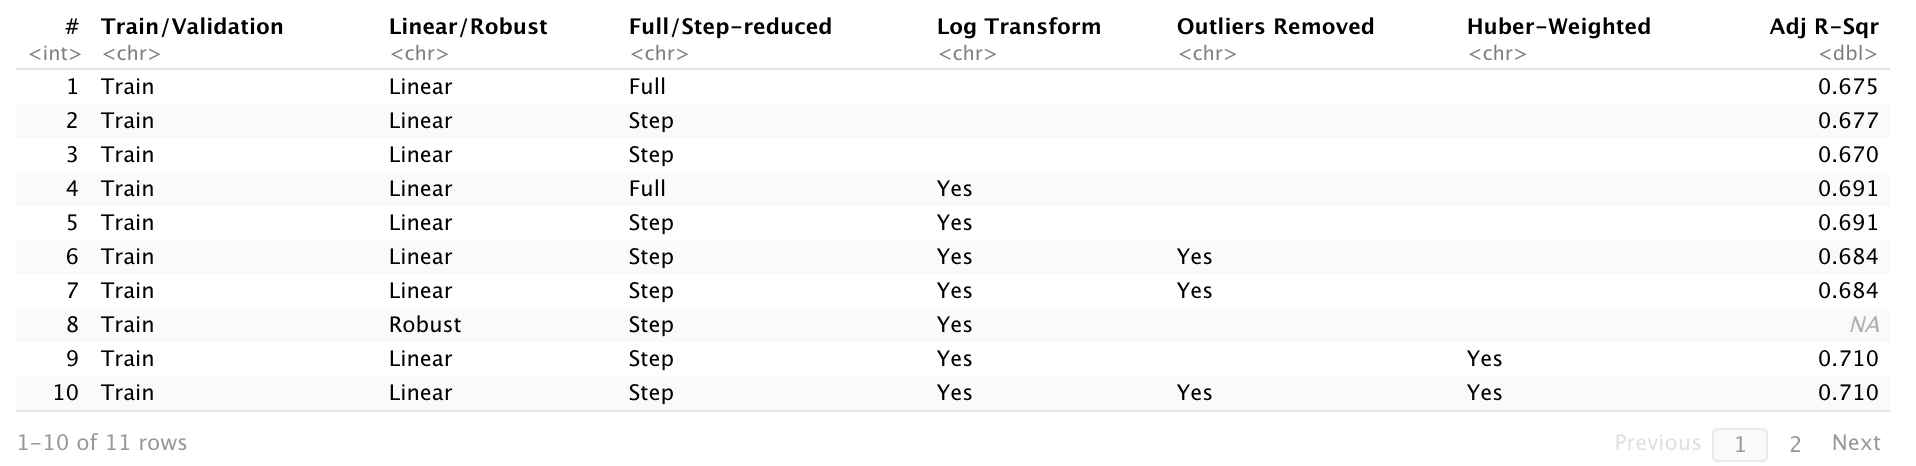 # Train/Validation Linear/Robust Full/Step-reduced Log Transform Outliers Removed Huber-Weighted Adj R-Sqr
<int> <chr> <chr> <chr> <chr> <chr> <chr> <dbl>
1 Train Linear Full 0.675
2 Train Linear Step 0.677
3 Train Linear Step 0.670
4 Train Linear Full Yes 0.691
5 Train Linear Step Yes 0.691
6 Train Linear Step Yes Yes 0.684
7 Train Linear Step Yes Yes 0.684
8 Train Robust Step Yes NA
9 Train Linear Step Yes Yes 0.710
10 Train Linear Step Yes Yes Yes 0.710
1-10 of 11 rows Previous 1 2 Next